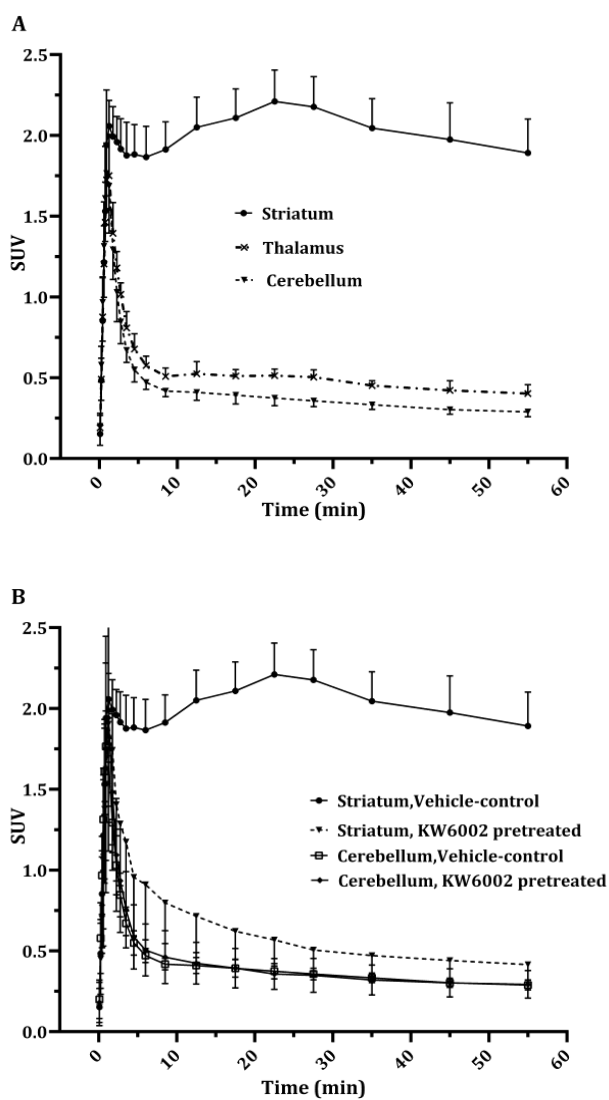 A
2.5
2.0
1.5
1.0
0.5
0.0
SUV
Striatum
Thalamus
Cerebellum
0
10
20
30
40
50
60
Time (min)
B
2.5
2.0
1.5
1.0
0.5
0.0
SUV
Striatum,Vehicle-control
Striatum, KW6002 pretreated
Cerebellum,Vehicle-control
Cerebellum, KW6002 pretreated
0
10
20
30
40
50
60
Time (min)